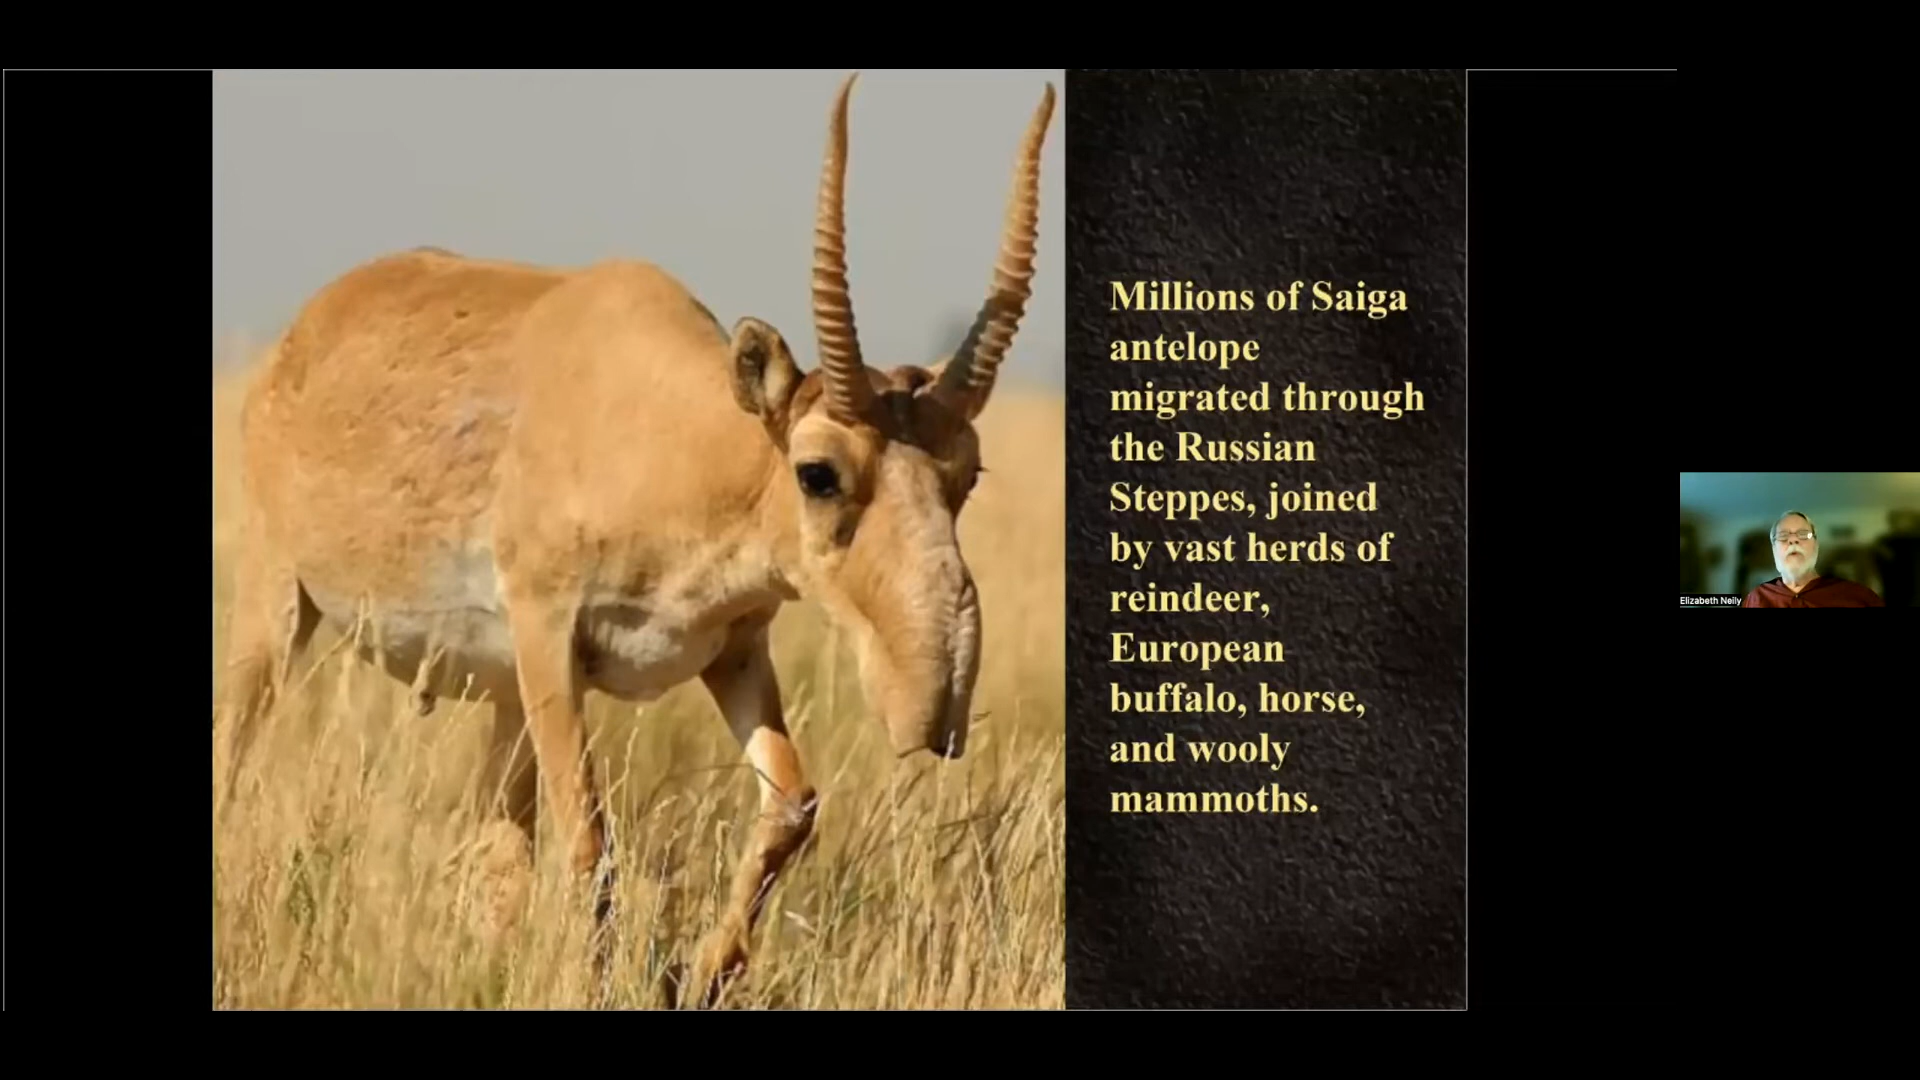 Millions of Saiga
antelope
migrated through
the Russian
Steppes, joined
by vast herds of
reindeer,
European
buffalo, horse,
and wooly
mammoths.
Elizabeth Neily